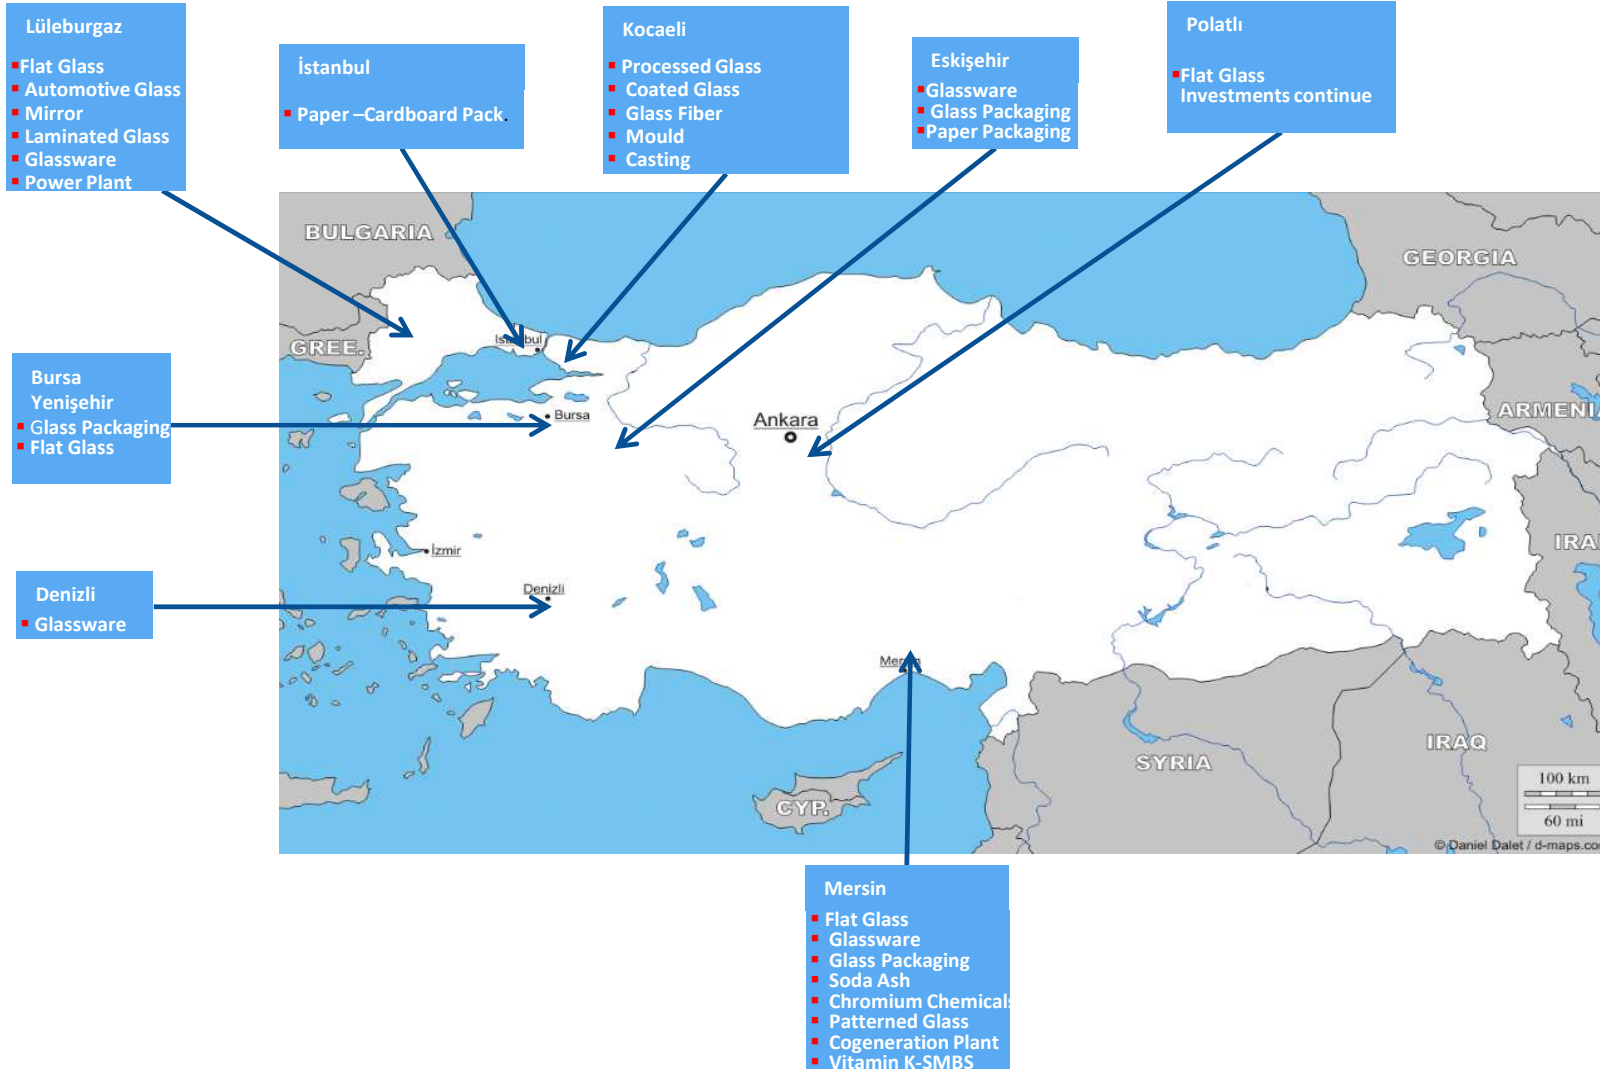 Lüleburgaz
Flat Glass
Automotive Glass
Mirror
Laminated Glass
Glassware
Power Plant
İstanbul
Paper –Cardboard Pack.
Kocaeli
Processed Glass
Coated Glass
Glass Fiber
Mould
Casting
Eskişehir
Glassware
Glass Packaging
Paper Packaging
Polatlı
Flat Glass
Investments continue
BULGARIA
GEORGIA
GREE.
Bursa
Yenişehir
Glass Packaging
Flat Glass
Bursa
Ankara
ARMENIA
İzmir
IRA
Denizli
Glassware
Denizli
SYRIA
IRAQ
CYP.
100 km
60 mi
© Daniel Dalet / d-maps.co
Mersin
Flat Glass
Glassware
Glass Packaging
Soda Ash
Chromium Chemicals
Patterned Glass
Cogeneration Plant
Vitamin K-SMBS